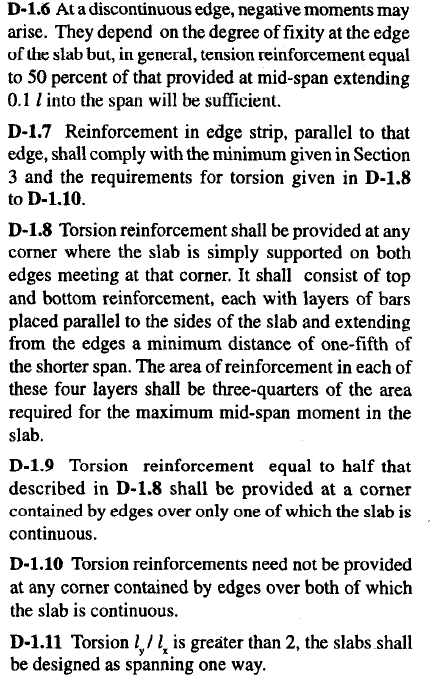 D-1.6 At a discontinuous edge, negative moments may
arise. They depend on the degree of fixity at the edge
of the slab but, in general, tension reinforcement equal
to 50 percent of that provided at mid-span extending
0.1 l into the span will be sufficient.
D-1.7 Reinforcement in edge strip, parallel to that
edge, shall comply with the minimum given in Section
3 and the requirements for torsion given in D-1.8
to D-1.10.
D-1.8 Torsion reinforcement shall be provided at any
corner where the slab is simply supported on both
edges meeting at that corner. It shall consist of top
and bottom reinforcement, each with layers of bars
placed parallel to the sides of the slab and extending
from the edges a minimum distance of one-fifth of
the shorter span. The area of reinforcement in each of
these four layers shall be three-quarters of the area
required for the maximum mid-span moment in the
slab.
D-1.9 Torsion reinforcement equal to half that
described in D-1.8 shall be provided at a corner
contained by edges over only one of which the slab is
continuous.
D-1.10 Torsion reinforcements need not be provided
at any corner contained by edges over both of which
the slab is continuous.
D-1.11 Torsion l_y / l_x is greater than 2, the slabs shall
be designed as spanning one way.